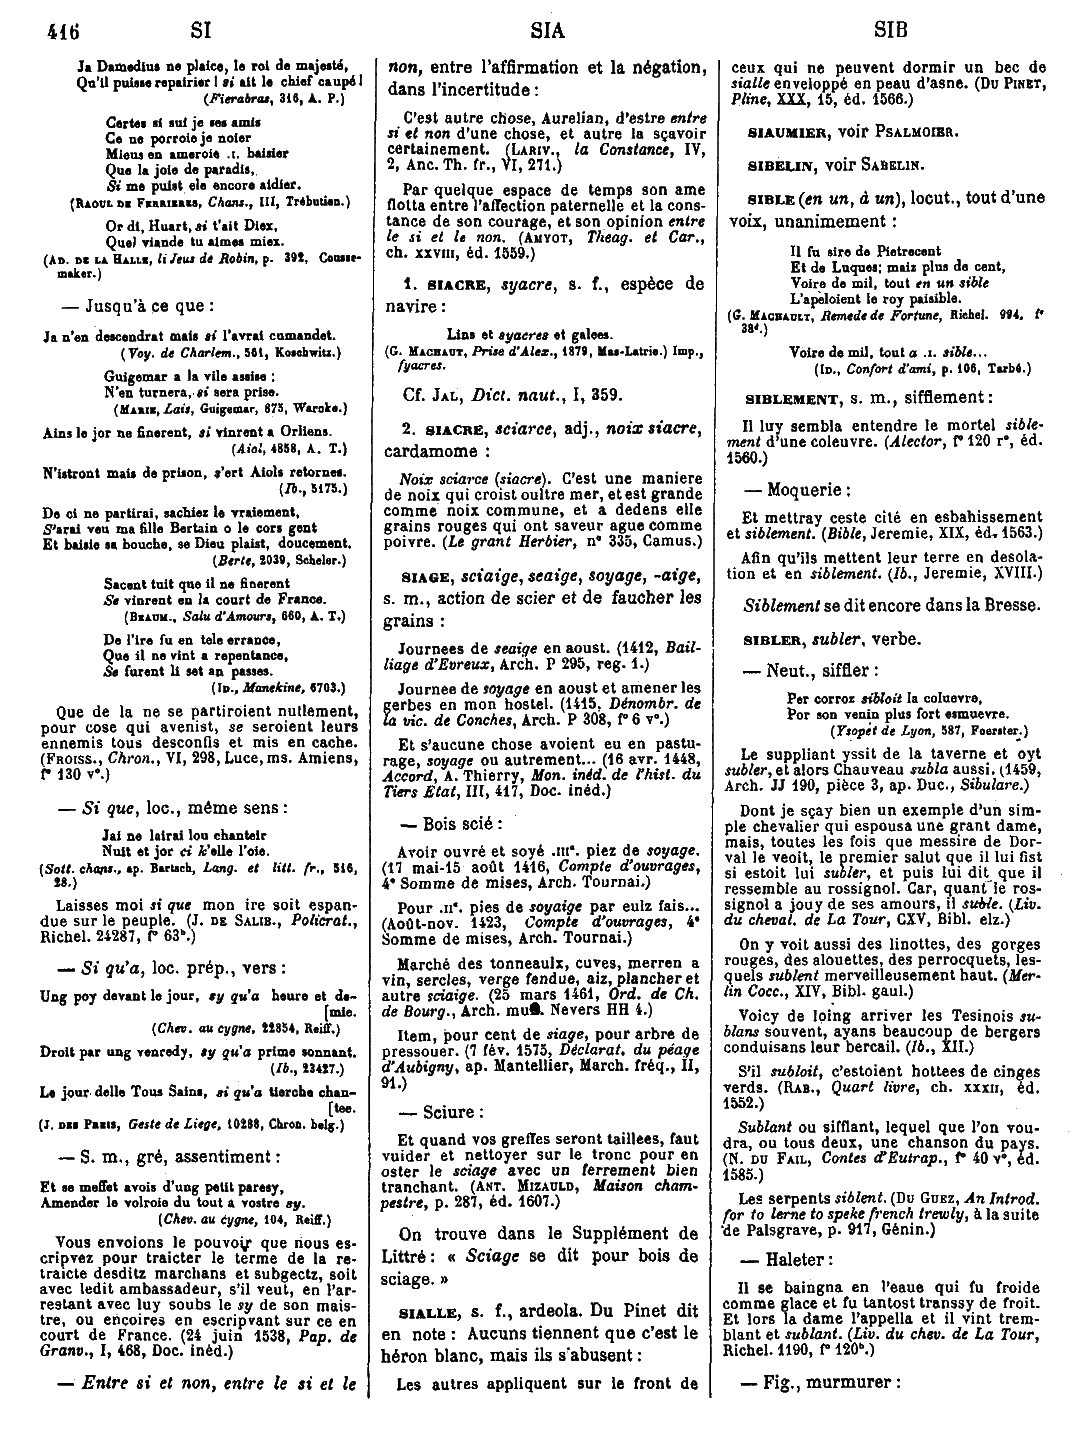 416 SI SIA SIB
Ja Damedius ne plaice, le roi de majesté,
Qu'il puisse repairier ! si ait le chief caupé !
(Fierabras, 316, A. P.)
Certes si sui je ses amis
Ce ne porroie je noier
Mieus en ameroie .I. baisier
Que la joie de paradis,
Si me puist ele encore aidier.
(RAOUL DE FERRIERES, Chans., III, Trébutien.)
Or di, Huart, si t'ait Diex,
Quel viande tu aimes miex.
(AD. DE LA HALLE, li Jeus de Robin, p. 392, Cousse-
maker.)
— Jusqu'à ce que :
Ja n'en descendrat mais si l'avrai cumandet.
(Voy. de Charlem., 561, Koschwitz.)
Guigemar a la vile assise ;
N'en turnera, si sera prise.
(MARIE, Lais, Guigemar, 875, Warnke.)
Ains le jor ne finerent, si vinrent a Orliens.
(Aiol, 4858, A. T.)
N'istront mais de prison, s'ert Aiols retornes.
(Ib., 5175.)
De ci ne partirai, sachiez le vraiement,
S'arai veu ma fille Bertain o le cors gent
Et baisie sa bouche, se Dieu plaist, doucement.
(Berte, 2039, Scheler.)
Sacent tuit que il ne finerent
Se vinrent en la court de France.
(BEAUM., Salu d'Amours, 660, A. T.)
De l'ire fu en tele errance,
Que il ne vint a repentance,
Se furent li set an passes.
(ID., Manekine, 6703.)
Que de la ne se partiroient nullement,
pour cose qui avenist, se seroient leurs
ennemis tous desconfis et mis en cache.
(FROISS., Chron., VI, 298, Luce, ms. Amiens,
f° 130 v°.)
— Si que, loc., même sens :
Jai ne lairai lou chanteir
Nuit et jor ci k'elle l'oie.
(Sott. chans., ap. Bartsch, Lang. et litt. fr., 516,
28.)
Laisses moi si que mon ire soit espan-
due sur le peuple. (J. DE SALIB., Policrat.,
Richel. 24287, f° 63b.)
— Si qu'a, loc. prép., vers :
Ung poy devant le jour, sy qu'a heure et de-
[mie.
(Chev. au cygne, 22854, Reiff.)
Droit par ung venredy, sy qu'a prime sonnant.
(Ib., 23427.)
Le jour delle Tous Sains, si qu'a tierche chan-
[tee.
(J. DES PREIS, Geste de Liege, 10288, Chron. belg.)
— S. m., gré, assentiment :
Et se meffet avois d'ung petit paresy,
Amender le volroie du tout a vostre sy.
(Chev. au cygne, 104, Reiff.)
Vous envoions le pouvoir que nous es-
cripvez pour traicter le terme de la re-
traicte desditz marchans et subgectz, soit
avec ledit ambassadeur, s'il veut, en l'ar-
restant avec luy soubs le sy de son mais-
tre, ou encoires en escripvant sur ce en
court de France. (24 juin 1538, Pap. de
Granv., I, 468, Doc. inéd.)
— Entre si et non, entre le si et le
non, entre l'affirmation et la négation,
dans l'incertitude :
C'est autre chose, Aurelian, d'estre entre
si et non d'une chose, et autre la sçavoir
certainement. (LARIV., la Constance, IV,
2, Anc. Th. fr., VI, 271.)
Par quelque espace de temps son ame
flotta entre l'affection paternelle et la cons-
tance de son courage, et son opinion entre
le si et le non. (AMYOT, Theag. et Car.,
ch. XXVIII, éd. 1559.)
1. SIACRE, syacre, s. f., espèce de
navire :
Lins et syacres et galees.
(G. MACHAUT, Prise d'Alex., 1879, Mas-Latrie.) Imp.,
fyacres.
Cf. JAL, Dict. naut., I, 359.
2. SIACRE, sciarce, adj., noix siacre,
cardamome :
Noix sciarce (siacre). C'est une maniere
de noix qui croist oultre mer, et est grande
comme noix commune, et a dedens elle
grains rouges qui ont saveur ague comme
poivre. (Le grant Herbier, n° 335, Camus.)
SIAGE, sciaige, seaige, soyage, -aige,
s. m., action de scier et de faucher les
grains :
Journees de seaige en aoust. (1412, Bail-
liage d'Evreux, Arch. P 295, reg. 1.)
Journee de soyage en aoust et amener les
gerbes en mon hostel. (1415, Dénombr. de
la vic. de Conches, Arch. P 308, f° 6 v°.)
Et s'aucune chose avoient eu en pastu-
rage, soyage ou autrement... (16 avr. 1448,
Accord, A. Thierry, Mon. inéd. de l'hist. du
Tiers Etat, III, 417, Doc. inéd.)
— Bois scié :
Avoir ouvré et soyé .IIIe. piez de soyage.
(17 mai-15 août 1416, Compte d'ouvrages,
4e Somme de mises, Arch. Tournai.)
Pour .IIe. pies de soyaige par eulz fais...
(Août-nov. 1423, Compte d'ouvrages, 4e
Somme de mises, Arch. Tournai.)
Marché des tonneaulx, cuves, merren a
vin, sercles, verge fendue, aiz, plancher et
autre sciaige. (25 mars 1461, Ord. de Ch.
de Bourg., Arch. mun. Nevers HH 4.)
Item, pour cent de siage, pour arbre de
pressouer. (7 fév. 1575, Déclarat. du péage
d'Aubigny, ap. Mantellier, March. fréq., II,
91.)
— Sciure :
Et quand vos greffes seront taillees, faut
vuider et nettoyer sur le tronc pour en
oster le sciage avec un ferrement bien
tranchant. (ANT. MIZAULD, Maison cham-
pestre, p. 287, éd. 1607.)
On trouve dans le Supplément de
Littré : « Sciage se dit pour bois de
sciage. »
SIALLE, s. f., ardeola. Du Pinet dit
en note : Aucuns tiennent que c'est le
héron blanc, mais ils s'abusent :
Les autres appliquent sur le front de
ceux qui ne peuvent dormir un bec de
sialle enveloppé en peau d'asne. (DU PINET,
Pline, XXX, 15, éd. 1566.)
SIAUMIER, voir PSALMOIER.
SIBELIN, voir SABELIN.
SIBLE (en un, à un), locut., tout d'une
voix, unanimement :
Il fu sire de Pietrecent
Et de Luques; maiz plus de cent,
Voire de mil, tout en un sible
L'apeloient le roy paisible.
(G. MACHAULT, Remede de Fortune, Richel. 994, f°
38d.)
Voire de mil, tout a .I. sible...
(ID., Confort d'ami, p. 106, Tarbé.)
SIBLEMENT, s. m., sifflement :
Il luy sembla entendre le mortel sible-
ment d'une coleuvre. (Alector, f° 120 r°, éd.
1560.)
— Moquerie :
Et mettray ceste cité en esbahissement
et siblement. (Bible, Jeremie, XIX, éd. 1563.)
Afin qu'ils mettent leur terre en desola-
tion et en siblement. (Ib., Jeremie, XVIII.)
Siblement se dit encore dans la Bresse.
SIBLER, subler, verbe.
— Neut., siffler :
Per corroz sibloit la coluevre,
Por son venin plus fort esmuevre.
(Ysopet de Lyon, 587, Foerster.)
Le suppliant yssit de la taverne et oyt
subler, et alors Chauveau subla aussi. (1459,
Arch. JJ 190, pièce 3, ap. Duc., Sibulare.)
Dont je sçay bien un exemple d'un sim-
ple chevalier qui espousa une grant dame,
mais, toutes les fois que messire de Dor-
val le veoit, le premier salut que il lui fist
si estoit lui subler, et puis lui dit que il
ressembloit au rossignol. Car, quant le ros-
signol a jouy de ses amours, il suble. (Liv.
du cheval. de La Tour, CXV, Bibl. elz.)
On y voit aussi des linottes, des gorges
rouges, des alouettes, des perrocquets, les-
quels sublent merveilleusement haut. (Mer-
lin Cocc., XIV, Bibl. gaul.)
Voicy de loing arriver les Tesinois su-
blans souvent, ayans beaucoup de bergers
conduisans leur bercail. (Ib., XII.)
S'il subloit, c'estoient hottees de cinges
verds. (RAB., Quart livre, ch. XXXII, éd.
1552.)
Sublant ou sifflant, lequel que l'on vou-
dra, ou tous deux, une chanson du pays.
(N. DU FAIL, Contes d'Eutrap., f° 40 v°, éd.
1585.)
Les serpents siblent. (DU GUEZ, An Introd.
for to lerne to speke french trewly, à la suite
de Palsgrave, p. 917, Génin.)
— Haleter :
Il se baingna en l'eaue qui fu froide
comme glace et fu tantost transsy de froit.
Et lors la dame l'appella et il vint trem-
blant et sublant. (Liv. du chev. de La Tour,
Richel. 1190, f° 120b.)
— Fig., murmurer :